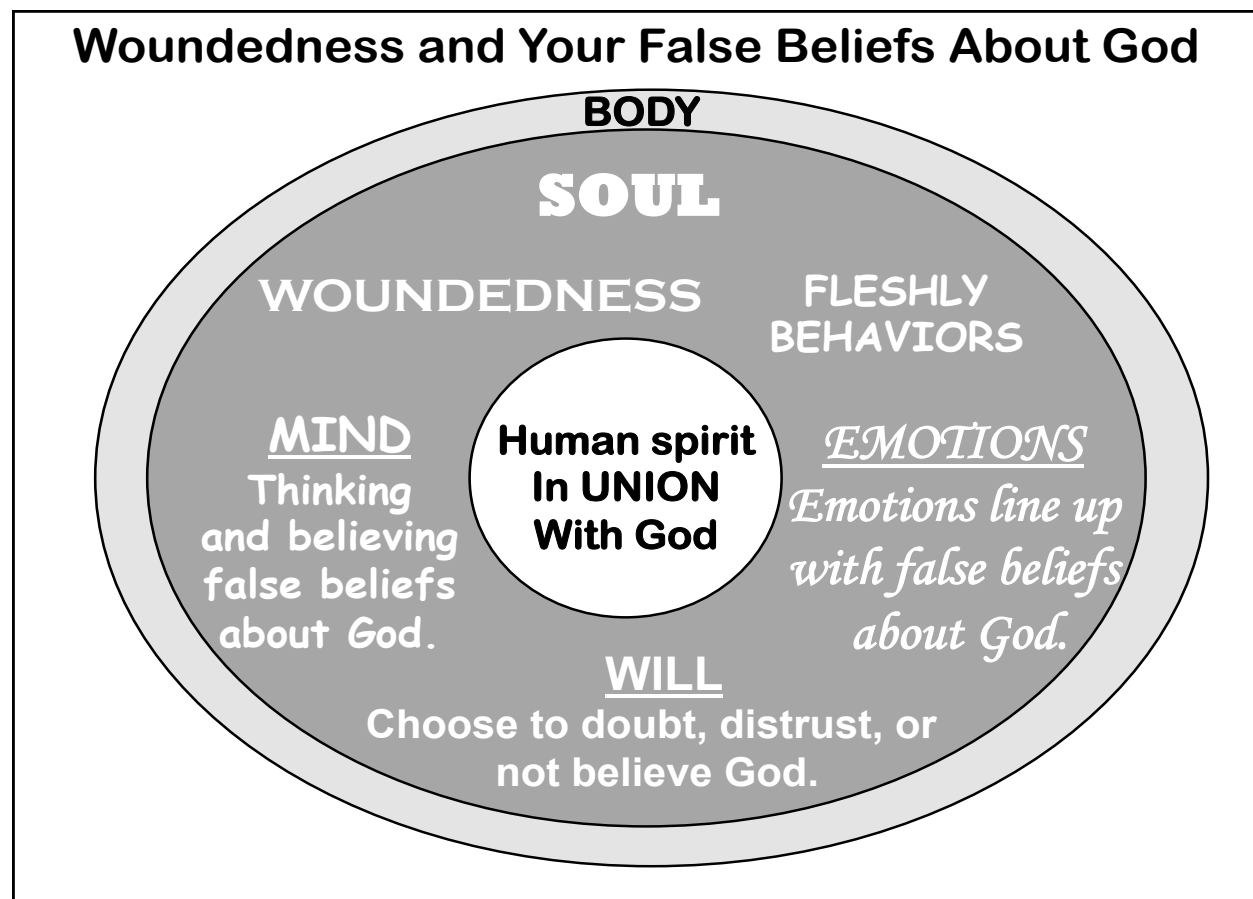 Woundedness and Your False Beliefs About God
BODY
SOUL
WOUNDEDNESS
FLESHLY
BEHAVIORS
MIND
Thinking
and believing
false beliefs
about God.
Human spirit
In UNION
With God
EMOTIONS
Emotions line up
with false beliefs
about God.
WILL
Choose to doubt, distrust, or
not believe God.